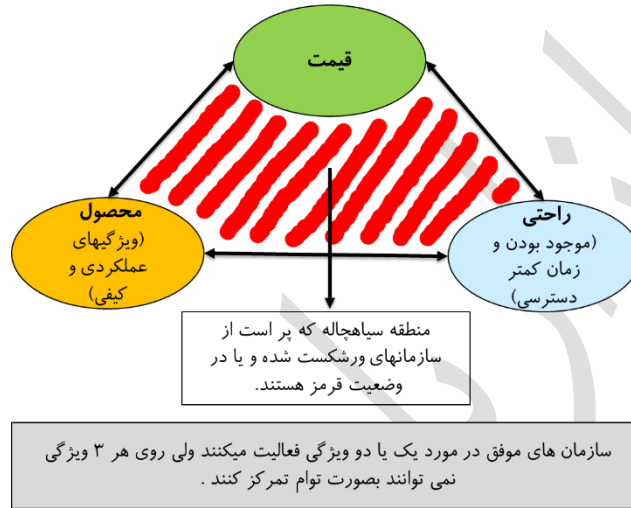 قیمت
محصول
(ویژگیهای
عملکردی و
کیفی)
راحتی
(موجود بودن و
زمان کمتر
دسترسی)
منطقه سیاهچاله که پر است از
سازمانهای ورشکست شده و یا در
وضعیت قرمز هستند.
سازمان های موفق در مورد یک یا دو ویژگی فعالیت میکنند ولی روی هر ۳ ویژگی
نمی توانند بصورت توام تمرکز کنند .